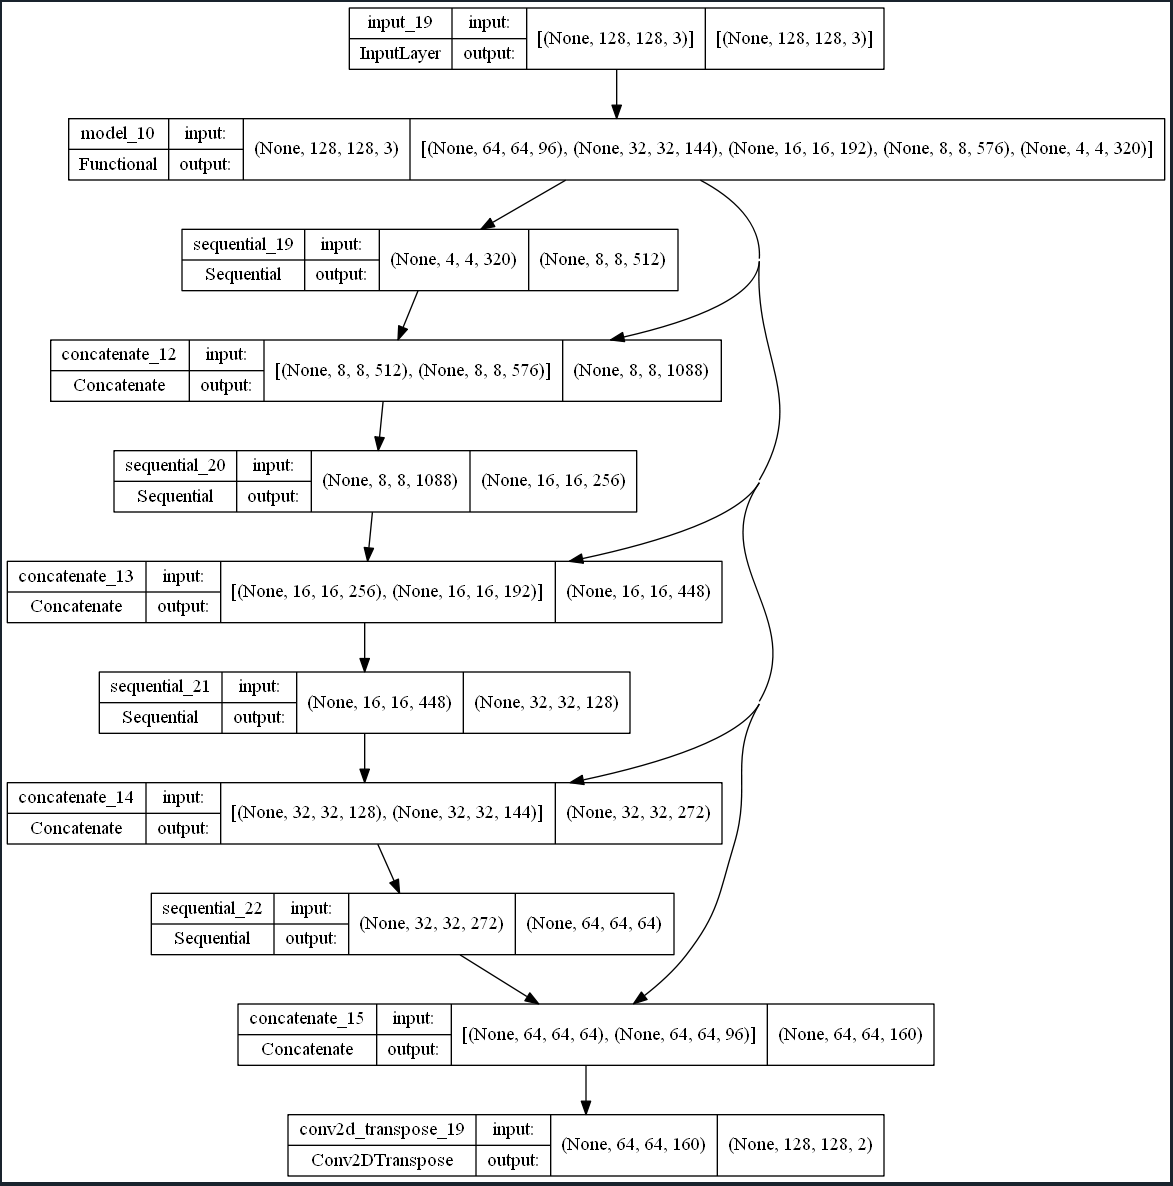 input_19 input: [(None, 128, 128, 3)] [(None, 128, 128, 3)]
InputLayer output:
model_10 input: (None, 128, 128, 3) [(None, 64, 64, 96), (None, 32, 32, 144), (None, 16, 16, 192), (None, 8, 8, 576), (None, 4, 4, 320)]
Functional output:
sequential_19 input: (None, 4, 4, 320) (None, 8, 8, 512)
Sequential output:
concatenate_12 input: [(None, 8, 8, 512), (None, 8, 8, 576)] (None, 8, 8, 1088)
Concatenate output:
sequential_20 input: (None, 8, 8, 1088) (None, 16, 16, 256)
Sequential output:
concatenate_13 input: [(None, 16, 16, 256), (None, 16, 16, 192)] (None, 16, 16, 448)
Concatenate output:
sequential_21 input: (None, 16, 16, 448) (None, 32, 32, 128)
Sequential output:
concatenate_14 input: [(None, 32, 32, 128), (None, 32, 32, 144)] (None, 32, 32, 272)
Concatenate output:
sequential_22 input: (None, 32, 32, 272) (None, 64, 64, 64)
Sequential output:
concatenate_15 input: [(None, 64, 64, 64), (None, 64, 64, 96)] (None, 64, 64, 160)
Concatenate output:
conv2d_transpose_19 input: (None, 64, 64, 160) (None, 128, 128, 2)
Conv2DTranspose output: